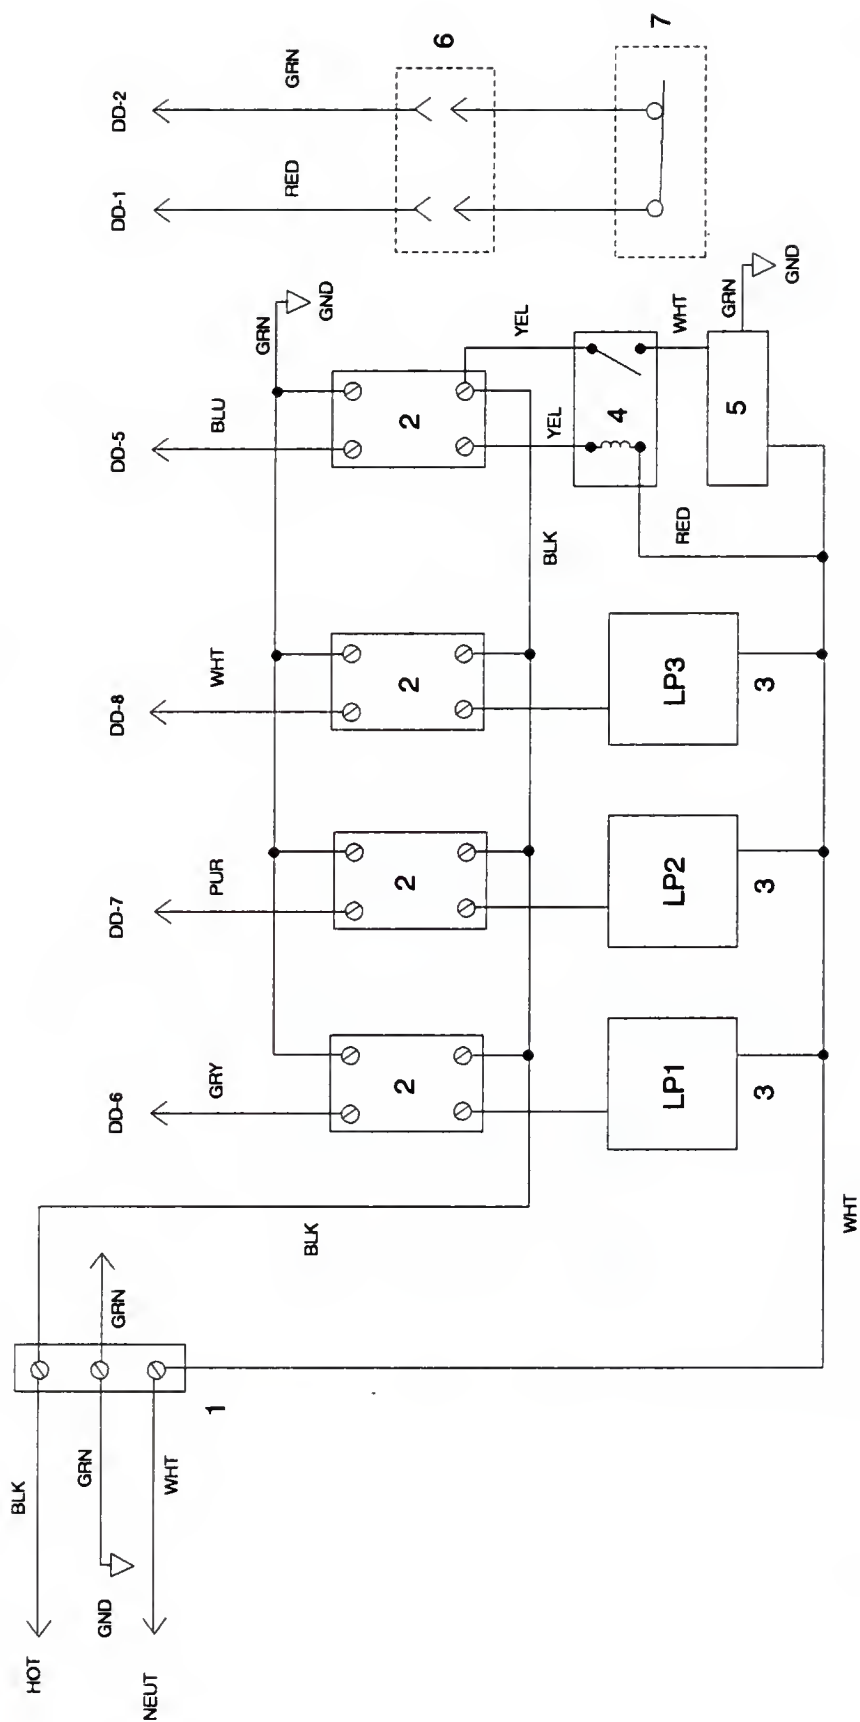 HOT
BLK
GND
GRN
NEUT
WHT
1
GRN
BLK
WHT
DD-6
GRY
2
LP1
3
DD-7
PUR
2
LP2
3
DD-8
WHT
2
LP3
3
DD-5
BLU
GRN
GND
2
BLK
YEL
YEL
4
RED
WHT
5
GRN
GND
DD-1
RED
DD-2
GRN
6
7